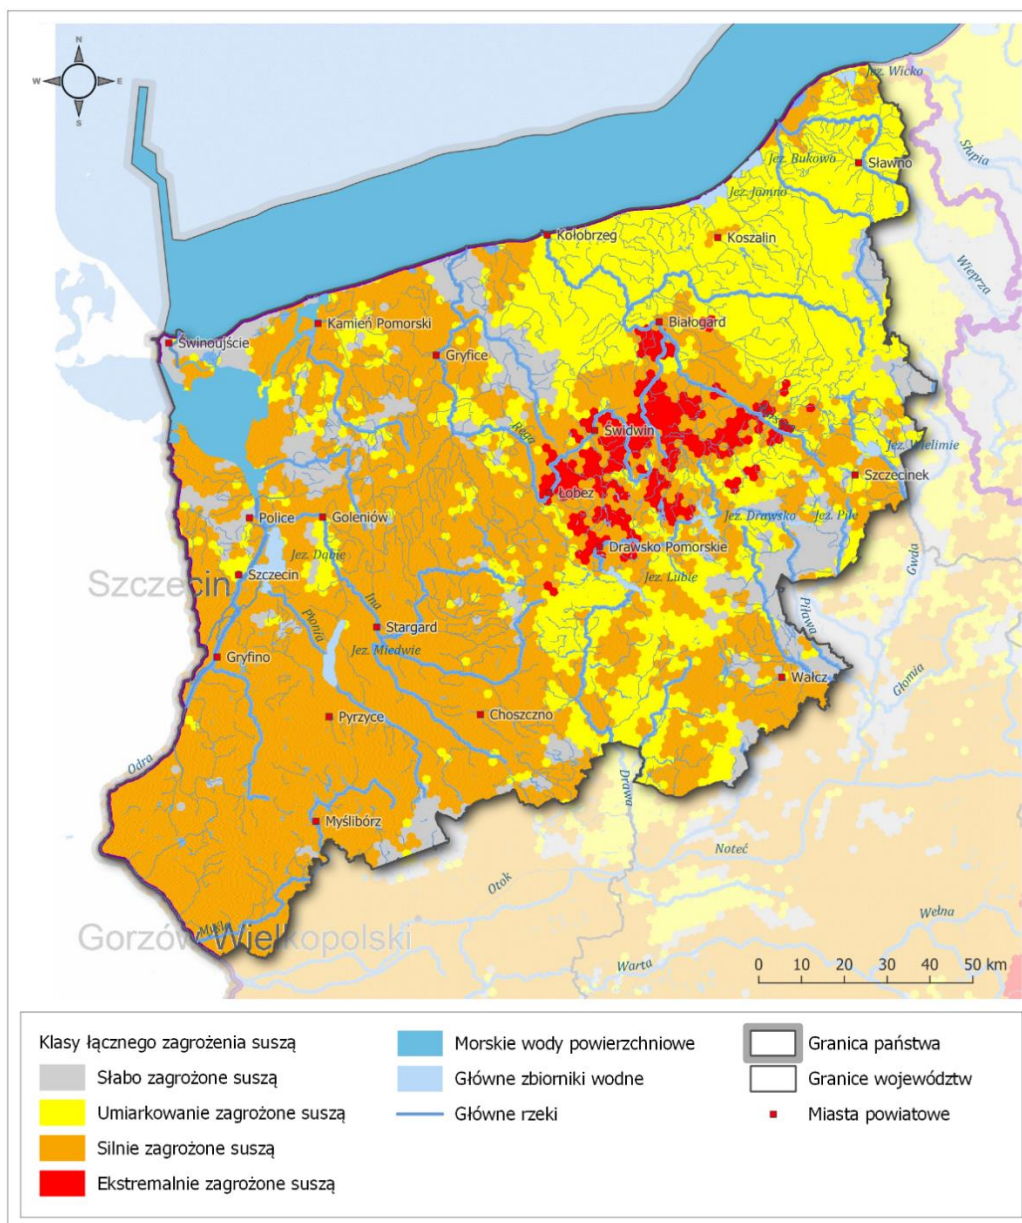 N
W E
S
Jez. Wicko
Słupia
Jez. Bukowo
Sławno
Jez. Jamno
Kołobrzeg
Koszalin
Wieprza
Kamień Pomorski
Białogard
Świnoujście
Gryfice
Parsęta
Rega
Świdwin
Jez. Wielimie
Szczecinek
Łobez
Police
Goleniów
Jez. Drawsko
Jez. Pile
Drawsko Pomorskie
Jez. Dąbie
Gwda
Szczecin
Szczecin
Jez. Lubie
Ina
Płonia
Piława
Stargard
Jez. Miedwie
Gryfino
Głomia
Wałcz
Pyrzyce
Choszczno
Odra
Drawa
Myślibórz
Noteć
Otok
Myśla
Gorzów Wielkopolski
Wełna
Warta
0 10 20 30 40 50 km
Klasy łącznego zagrożenia suszą
Słabo zagrożone suszą
Umiarkowanie zagrożone suszą
Silnie zagrożone suszą
Ekstremalnie zagrożone suszą
Morskie wody powierzchniowe
Główne zbiorniki wodne
Główne rzeki
Granica państwa
Granice województw
Miasta powiatowe